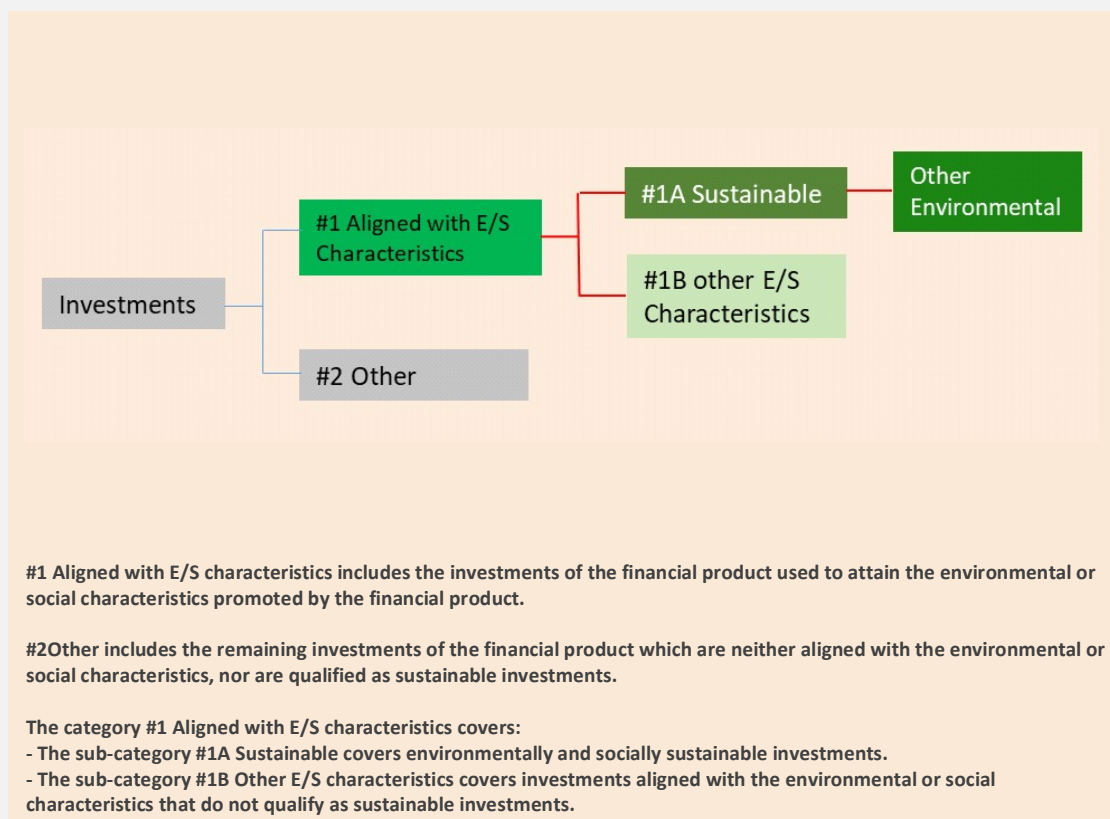 Other
Environmental
#1A Sustainable
#1 Aligned with E/S
Characteristics
#1B other E/S
Characteristics
Investments
#2 Other
#1 Aligned with E/S characteristics includes the investments of the financial product used to attain the environmental or
social characteristics promoted by the financial product.
#2Other includes the remaining investments of the financial product which are neither aligned with the environmental or
social characteristics, nor are qualified as sustainable investments.
The category #1 Aligned with E/S characteristics covers:
- The sub-category #1A Sustainable covers environmentally and socially sustainable investments.
- The sub-category #1B Other E/S characteristics covers investments aligned with the environmental or social
characteristics that do not qualify as sustainable investments.